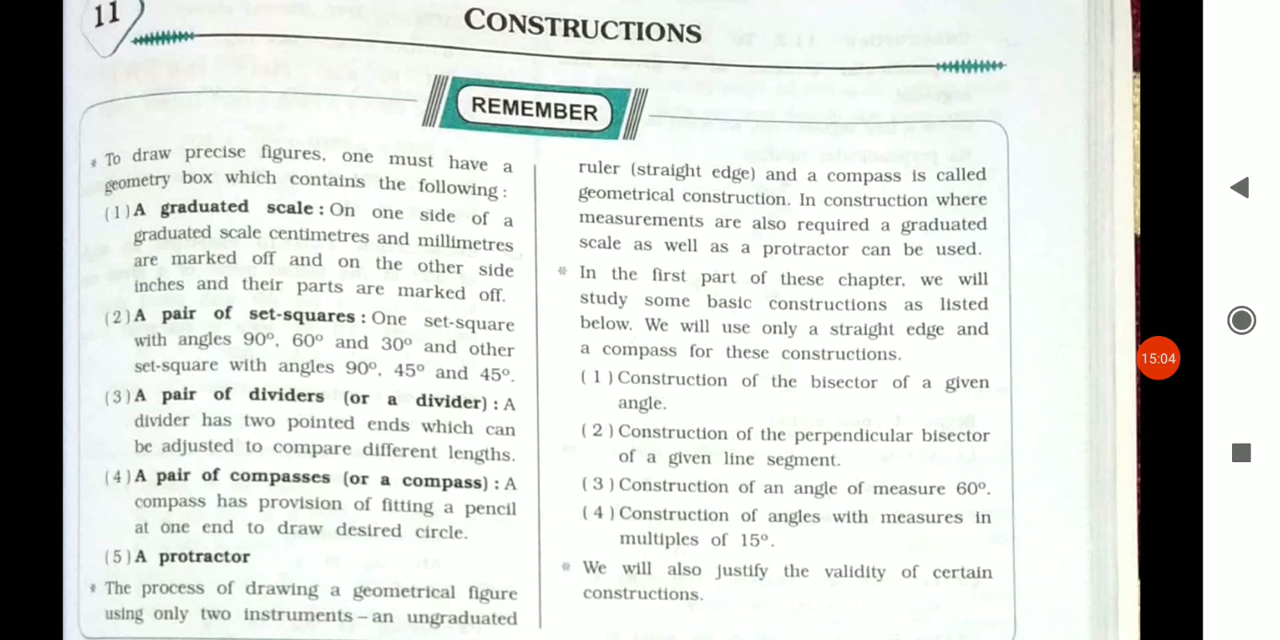 11
CONSTRUCTIONS
REMEMBER
* To draw precise figures, one must have a
geometry box which contains the following :
(1) A graduated scale : On one side of a
graduated scale centimetres and millimetres
are marked off and on the other side
inches and their parts are marked off.
(2) A pair of set-squares : One set-square
with angles 90°, 60° and 30° and other
set-square with angles 90°, 45° and 45°.
(3) A pair of dividers (or a divider) : A
divider has two pointed ends which can
be adjusted to compare different lengths.
(4) A pair of compasses (or a compass) : A
compass has provision of fitting a pencil
at one end to draw desired circle.
(5) A protractor
* The process of drawing a geometrical figure
using only two instruments – an ungraduated
ruler (straight edge) and a compass is called
geometrical construction. In construction where
measurements are also required a graduated
scale as well as a protractor can be used.
* In the first part of these chapter, we will
study some basic constructions as listed
below. We will use only a straight edge and
a compass for these constructions.
( 1 ) Construction of the bisector of a given
angle.
( 2 ) Construction of the perpendicular bisector
of a given line segment.
( 3 ) Construction of an angle of measure 60°.
( 4 ) Construction of angles with measures in
multiples of 15°.
* We will also justify the validity of certain
constructions.
15:04